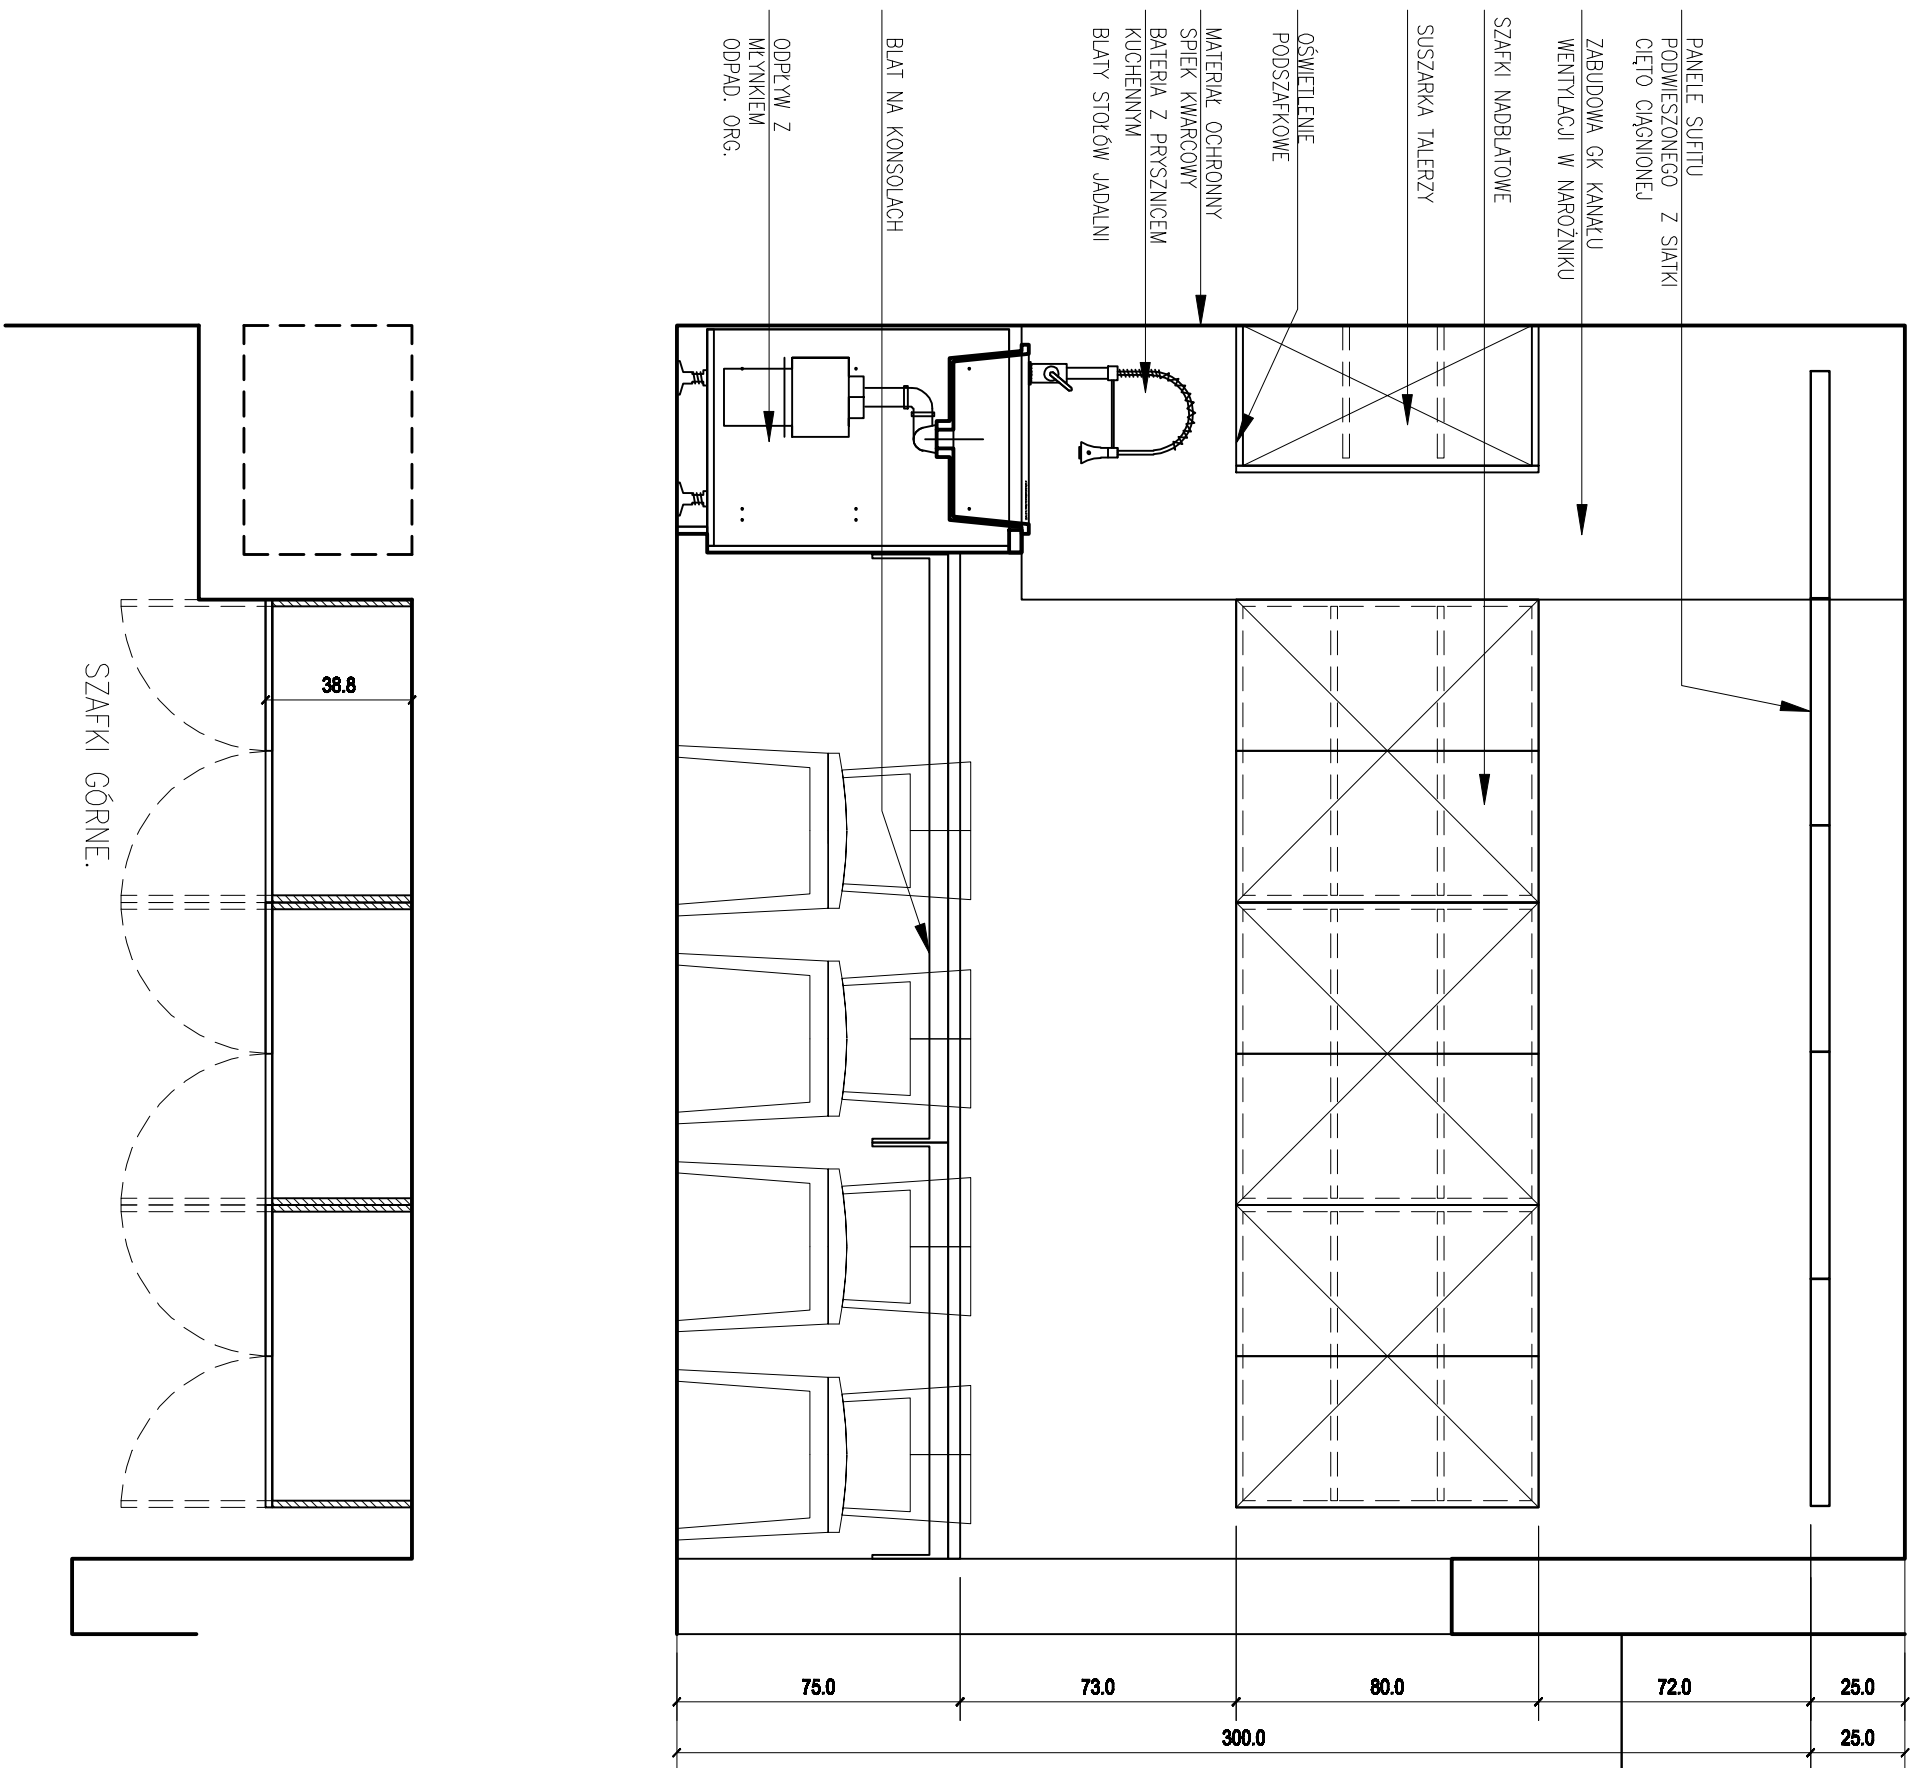 PANELE SUFITU
PODWIESZONEGO Z SIATKI
CIĘTO CIĄGNIONEJ
ZABUDOWA GK KANAŁU
WENTYLACJI W NAROŻNIKU
SZAFKI NADBLATOWE
SUSZARKA TALERZY
OŚWIETLENIE
PODSZAFKOWE
MATERIAŁ OCHRONNY
SPIEK KWARCOWY
BATERIA Z PRYSZNICEM
KUCHENNYM
BLATY STOŁÓW JADALNI
BLAT NA KONSOLACH
ODPŁYW Z
MŁYNKIEM
ODPAD. ORG.
38.8
SZAFKI GÓRNE.
75.0
73.0
80.0
72.0
25.0
300.0
25.0